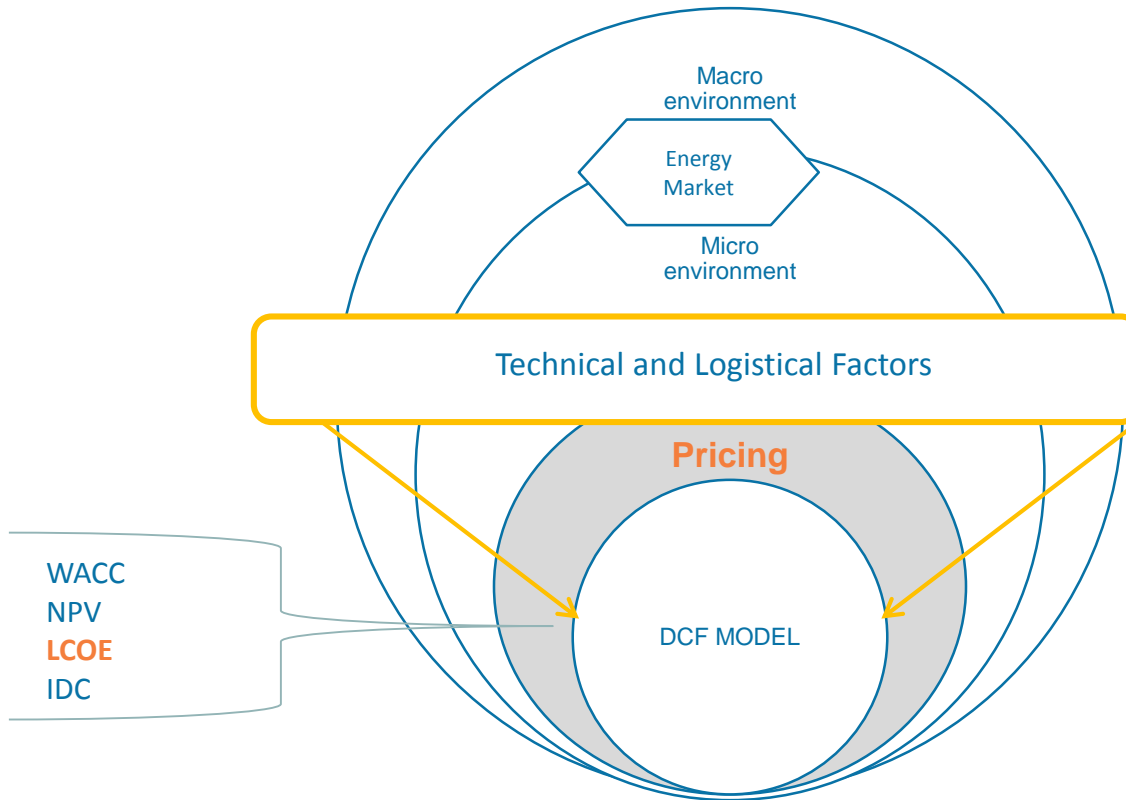 Macro
environment
Energy
Market
Micro
environment
Technical and Logistical Factors
Pricing
WACC
NPV
LCOE
IDC
DCF MODEL